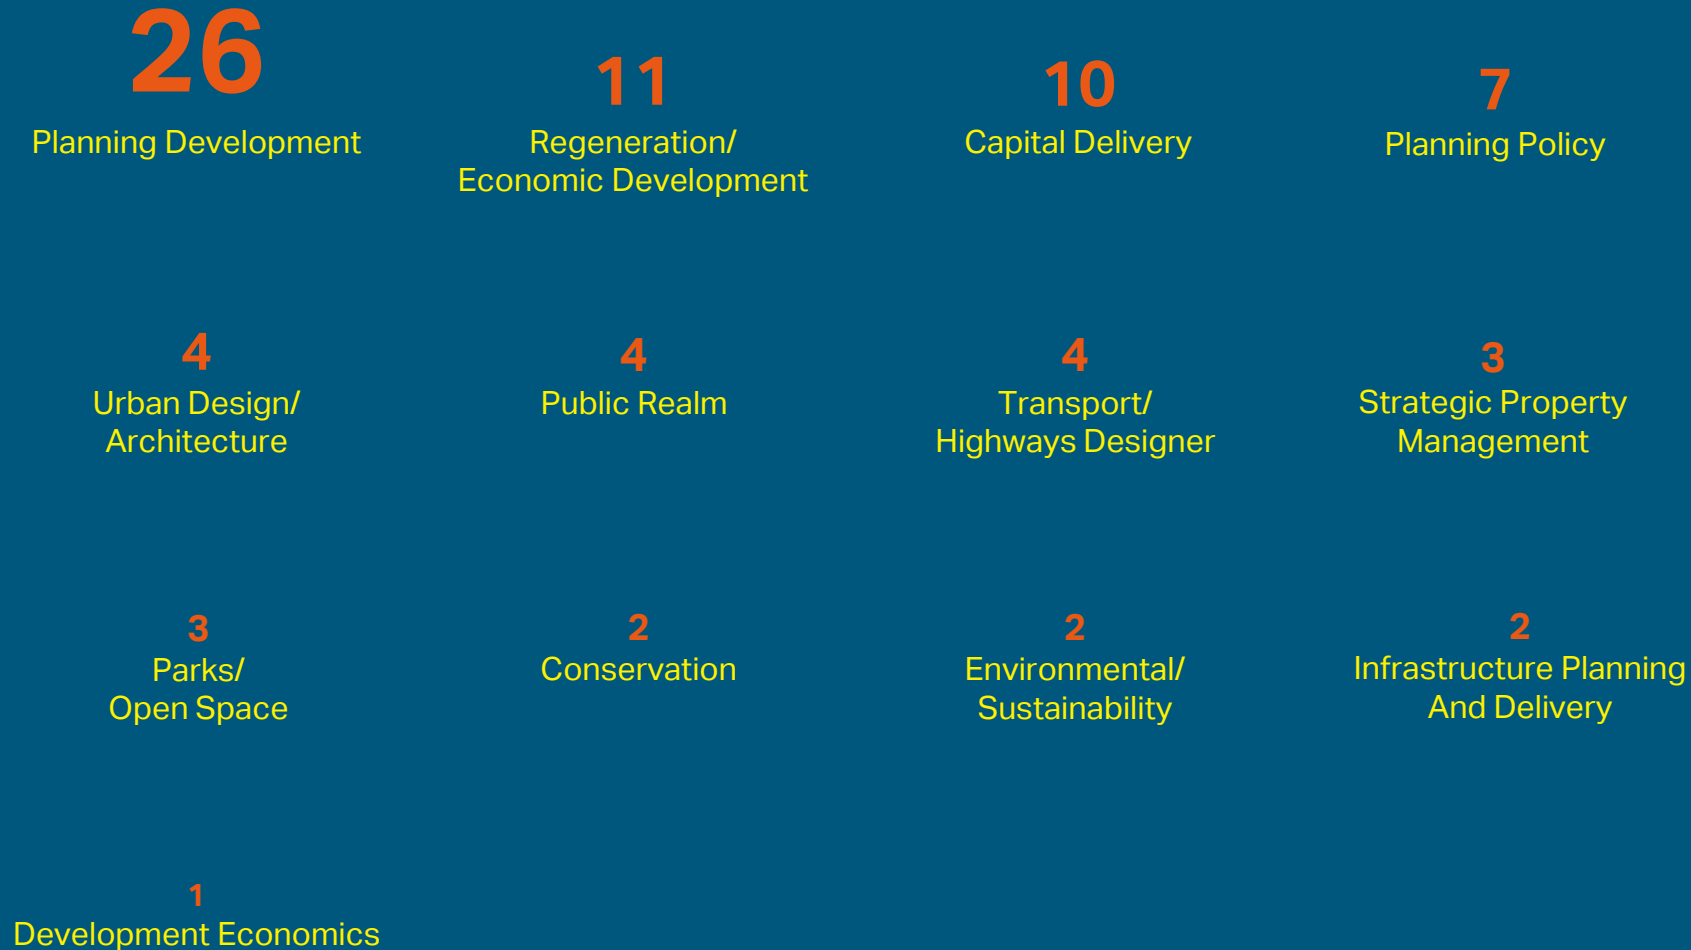 26
Planning Development
11
Regeneration/
Economic Development
10
Capital Delivery
7
Planning Policy
4
Urban Design/
Architecture
4
Public Realm
4
Transport/
Highways Designer
3
Strategic Property
Management
3
Parks/
Open Space
2
Conservation
2
Environmental/
Sustainability
2
Infrastructure Planning
And Delivery
1
Development Economics